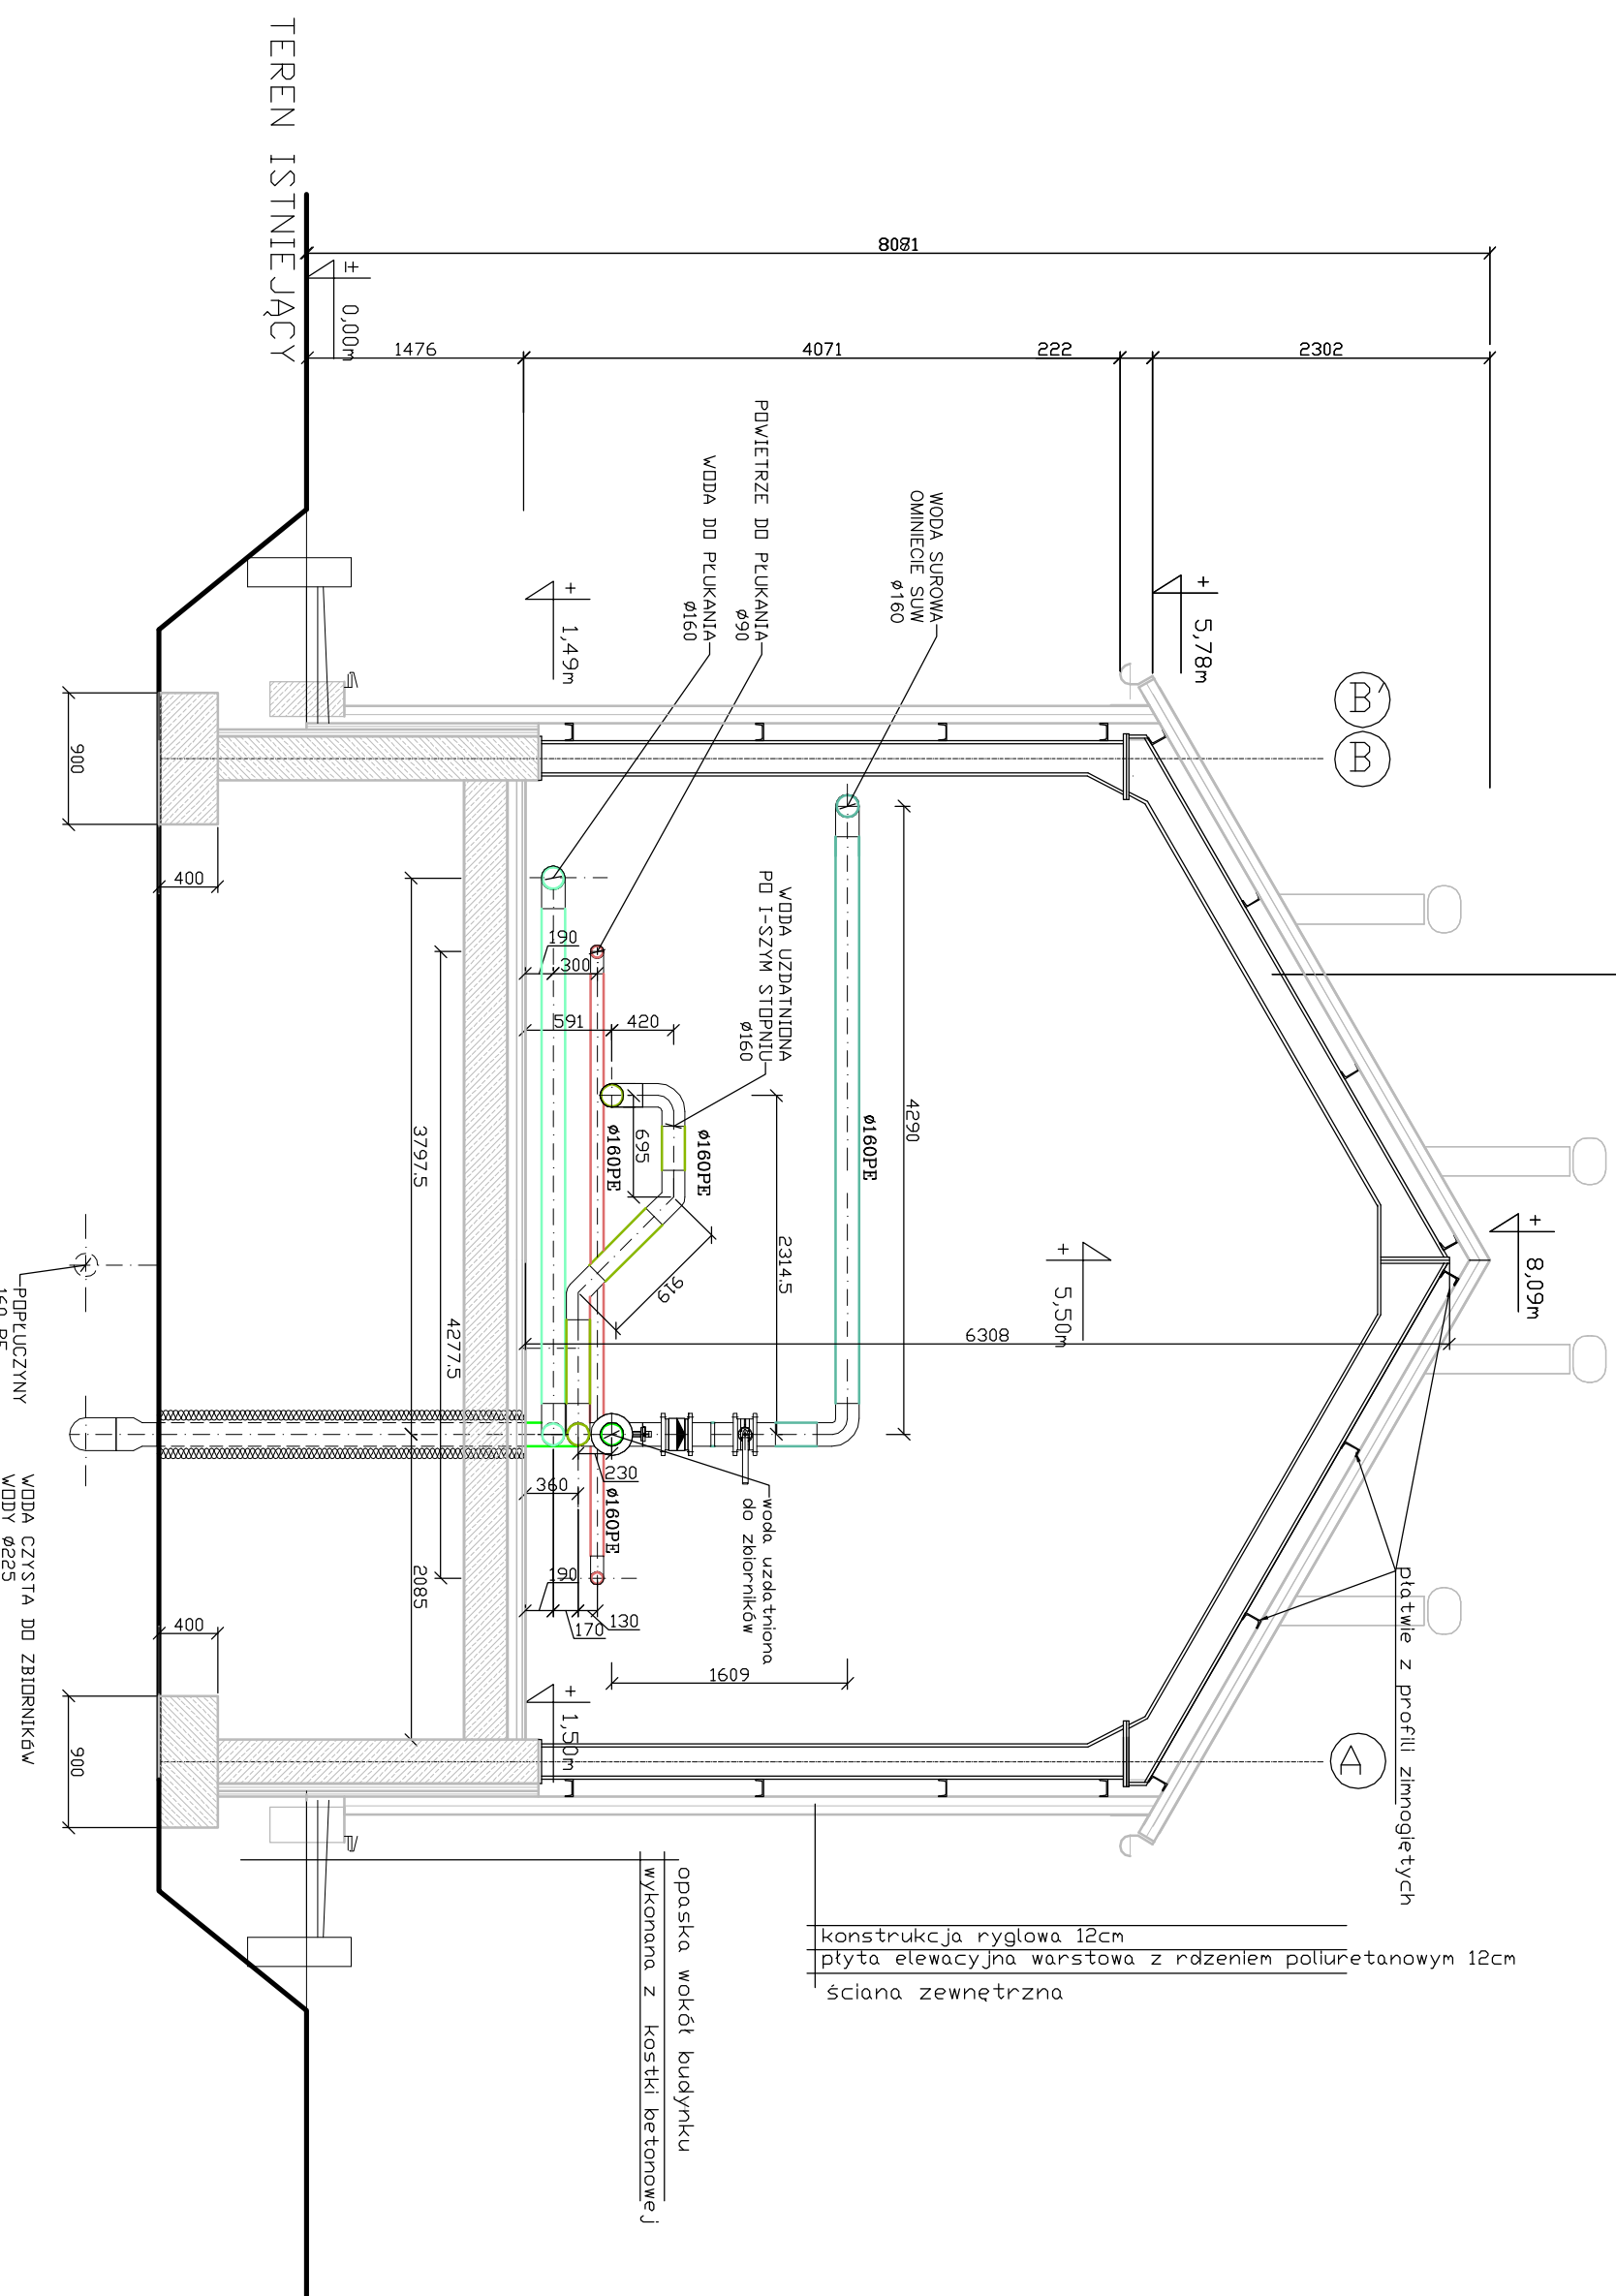 TEREN ISTNIEJĄCY
±
0,00m
1476
4071
222
2302
+
5,78m
+
1,49m
WODA SUROWA
OMINIECIE SUW
ø160
POWIETRZE DO PŁUKANIA
ø90
WODA DO PŁUKANIA
ø160
B'
B
900
400
190
300
591
420
WODA UZDATNIONA
PO I-SZYM STOPNIU
ø160
ø160PE
ø160PE
ø160PE
695
919
4290
2314.5
3797.5
4277.5
2085
+
8,09m
+
5,50m
6308
230
360
ø160PE
190
170
130
woda uzdatniona
do zbiorników
1609
POPŁUCZYNY
WODA CZYSTA DO ZBIORNIKÓW
WODY ø225
400
900
+
1,50m
A
płatwie z profili zimnogiętych
opaska wokół budynku
wykonana z kostki betonowej
konstrukcja ryglowa 12cm
płyta elewacyjna warstowa z rdzeniem poliuretanowym 12cm
ściana zewnętrzna